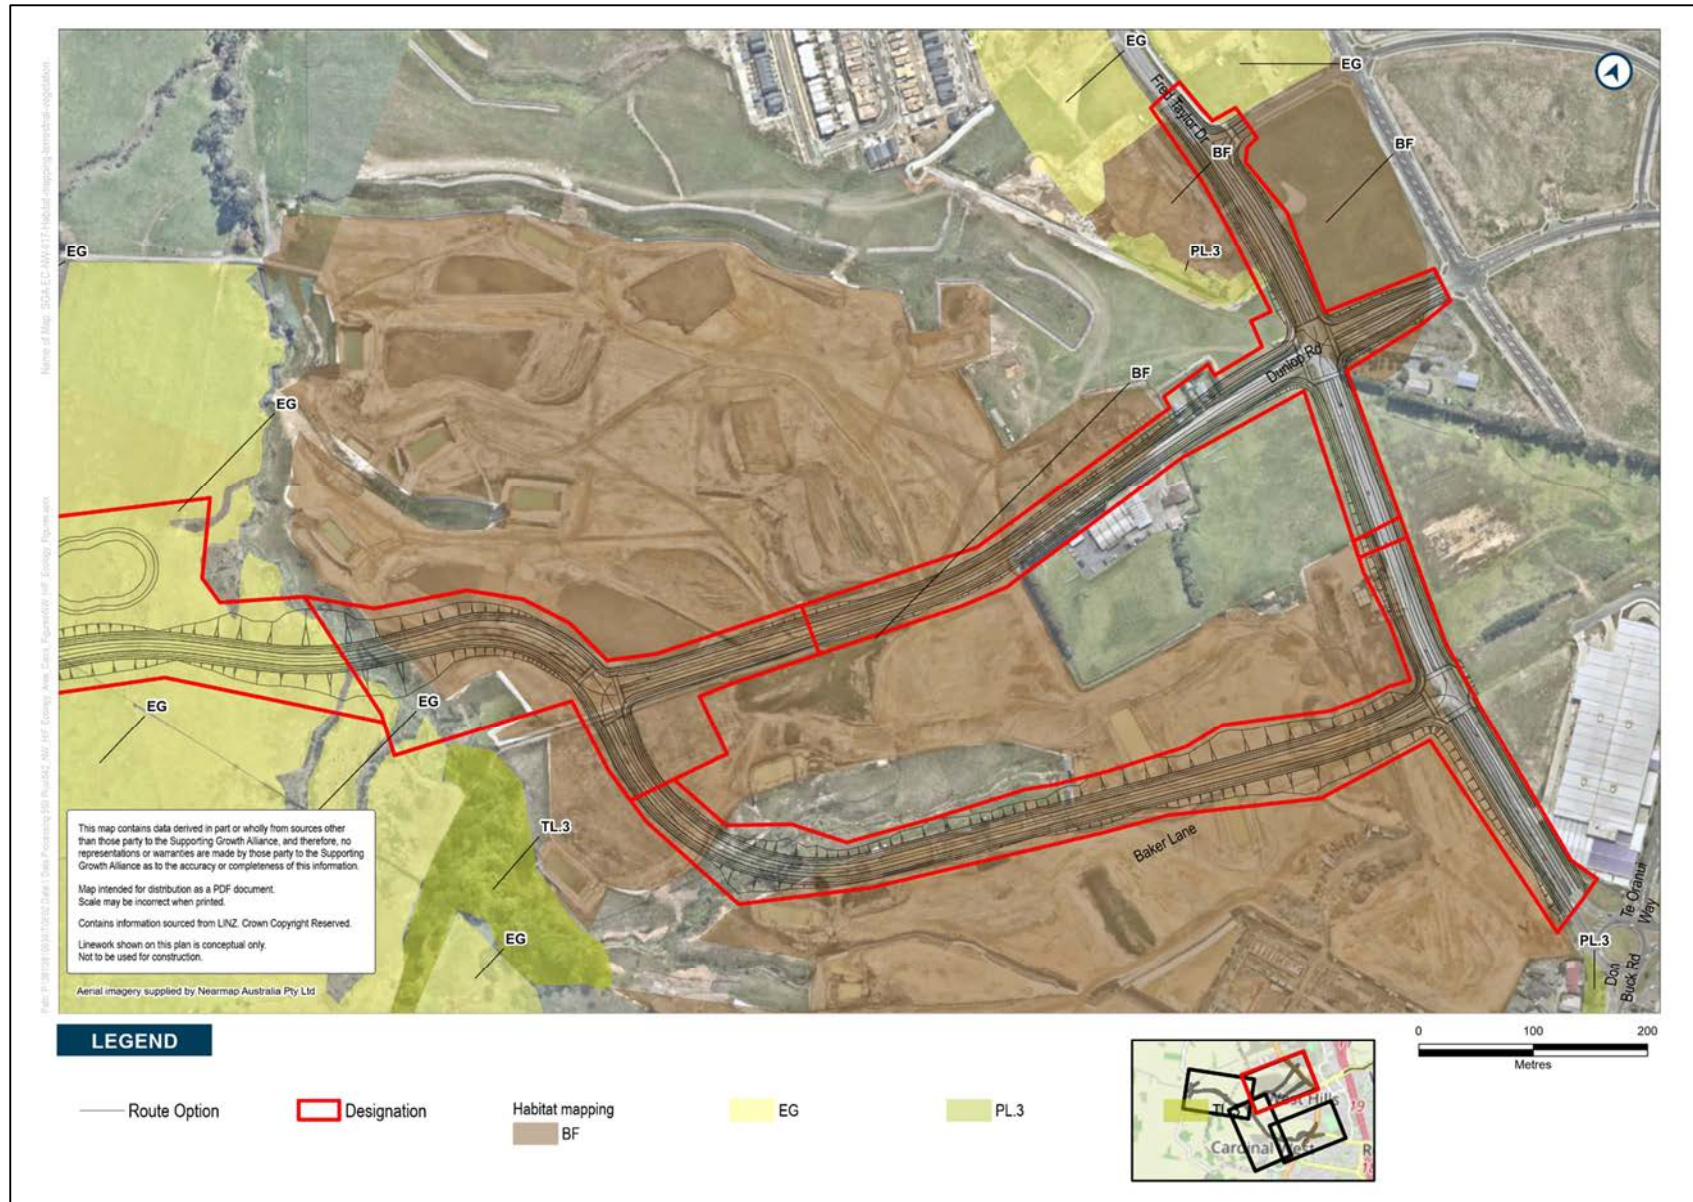 EG
EG
Fred Taylor Dr
BF
BF
PL.3
EG
BF
Dunlop Rd
EG
EG
EG
TL.3
Baker Lane
EG
Te Oranui
Way
PL.3
Don
Buck Rd
This map contains data derived in part or wholly from sources other
than those party to the Supporting Growth Alliance, and therefore, no
representations or warranties are made by those party to the Supporting
Growth Alliance as to the accuracy or completeness of this information.
Map intended for distribution as a PDF document.
Scale may be incorrect when printed.
Contains information sourced from LINZ. Crown Copyright Reserved.
Linework shown on this plan is conceptual only.
Not to be used for construction.
Aerial imagery supplied by Nearmap Australia Pty Ltd
LEGEND
0 100 200
Metres
Route Option
Designation
Habitat mapping
BF
EG
PL.3
West Hills
19
Cardinal West
R